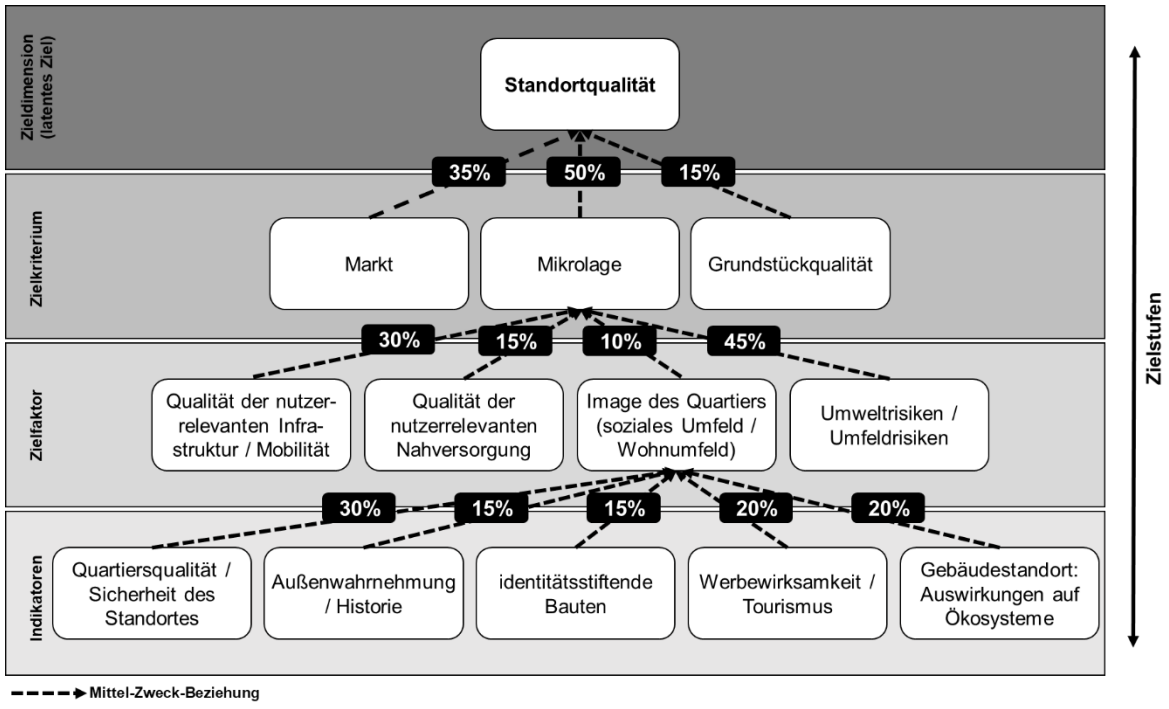 Zieldimension
(latentes Ziel)
Standortqualität
35%
50%
15%
Zielkriterium
Markt
Mikrolage
Grundstückqualität
30%
15%
10%
45%
Zielfaktor
Qualität der nutzer-
relevanten Infra-
struktur / Mobilität
Qualität der
nutzerrelevanten
Nahversorgung
Image des Quartiers
(soziales Umfeld /
Wohnumfeld)
Umweltrisiken /
Umfeldrisiken
30%
15%
15%
20%
20%
Indikatoren
Quartiersqualität /
Sicherheit des
Standortes
Außenwahrnehmung
/ Historie
identitätsstiftende
Bauten
Werbewirksamkeit /
Tourismus
Gebäudestandort:
Auswirkungen auf
Ökosysteme
Zielstufen
Mittel-Zweck-Beziehung